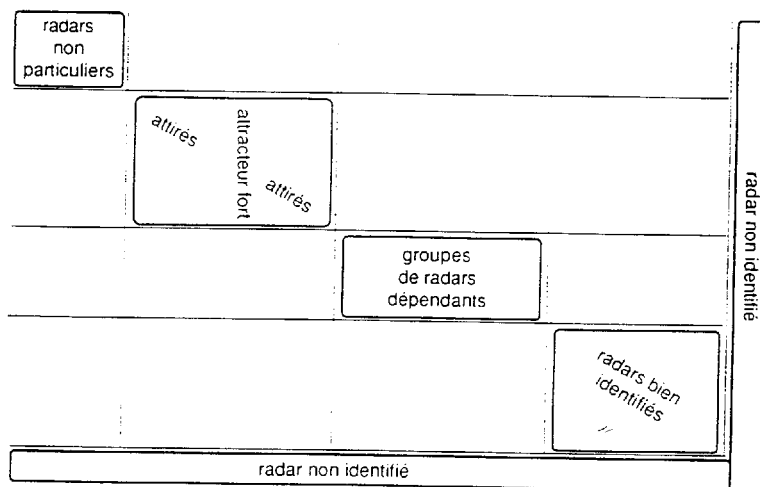 radars
non
particuliers
attirés
attracteur fort
attirés
groupes
de radars
dépendants
radars bien
identifiés
radar non identifié
radar non identifié